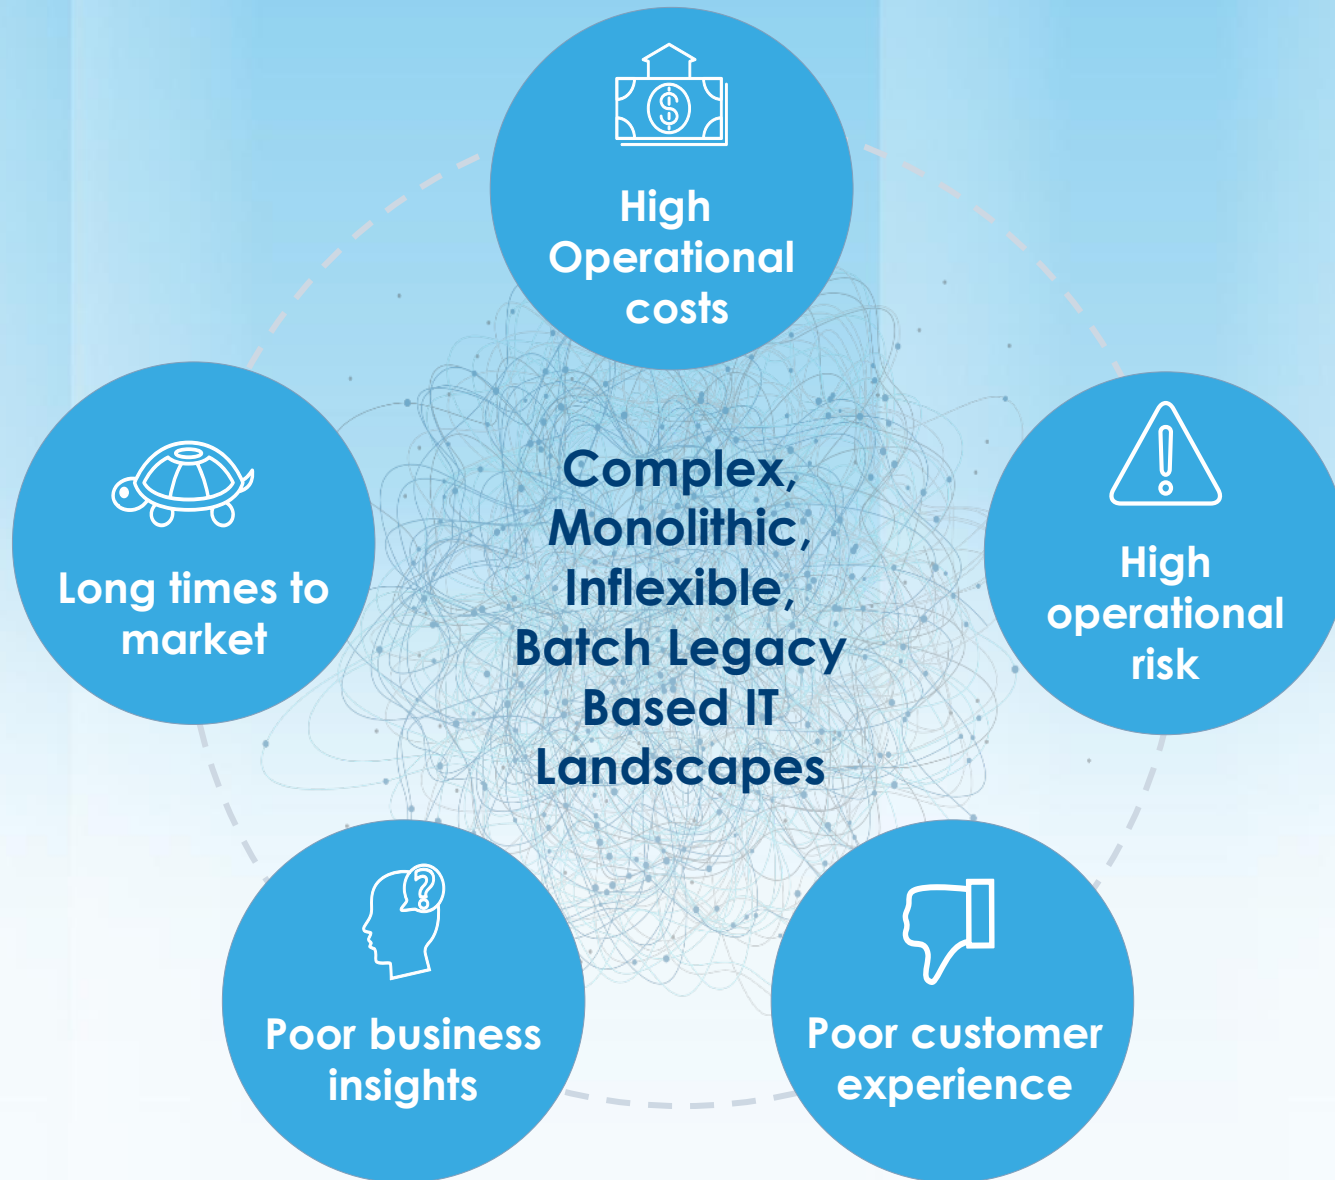 High
Operational
costs
Long times to
market
Complex,
Monolithic,
Inflexible,
Batch Legacy
Based IT
Landscapes
High
operational
risk
Poor business
insights
Poor customer
experience